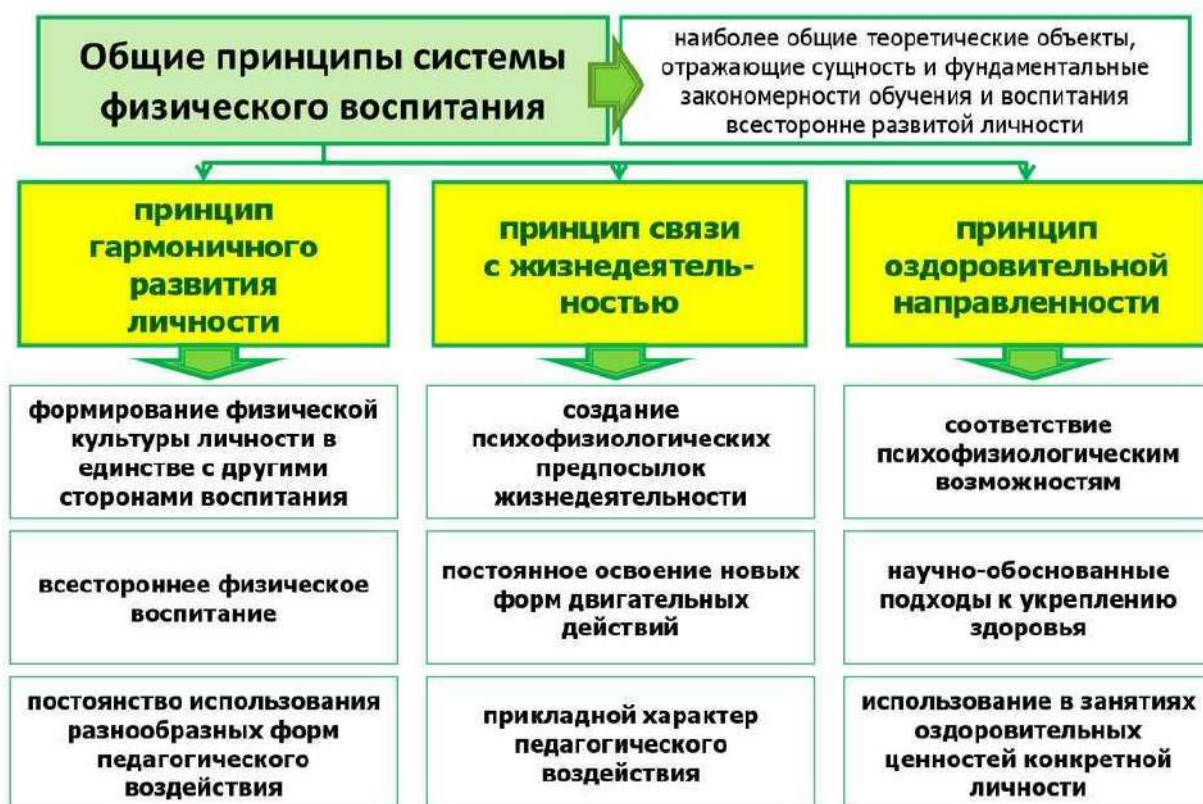 Общие принципы системы
физического воспитания
наиболее общие теоретические объекты,
отражающие сущность и фундаментальные
закономерности обучения и воспитания
всесторонне развитой личности
принцип
гармоничного
развития
личности
принцип связи
с жизнедеятель-
ностью
принцип
оздоровительной
направленности
формирование физической
культуры личности в
единстве с другими
сторонами воспитания
создание
психофизиологических
предпосылок
жизнедеятельности
соответствие
психофизиологическим
возможностям
всестороннее физическое
воспитание
постоянное освоение новых
форм двигательных
действий
научно-обоснованные
подходы к укреплению
здоровья
постоянство использования
разнообразных форм
педагогического
воздействия
прикладной характер
педагогического
воздействия
использование в занятиях
оздоровительных
ценностей конкретной
личности